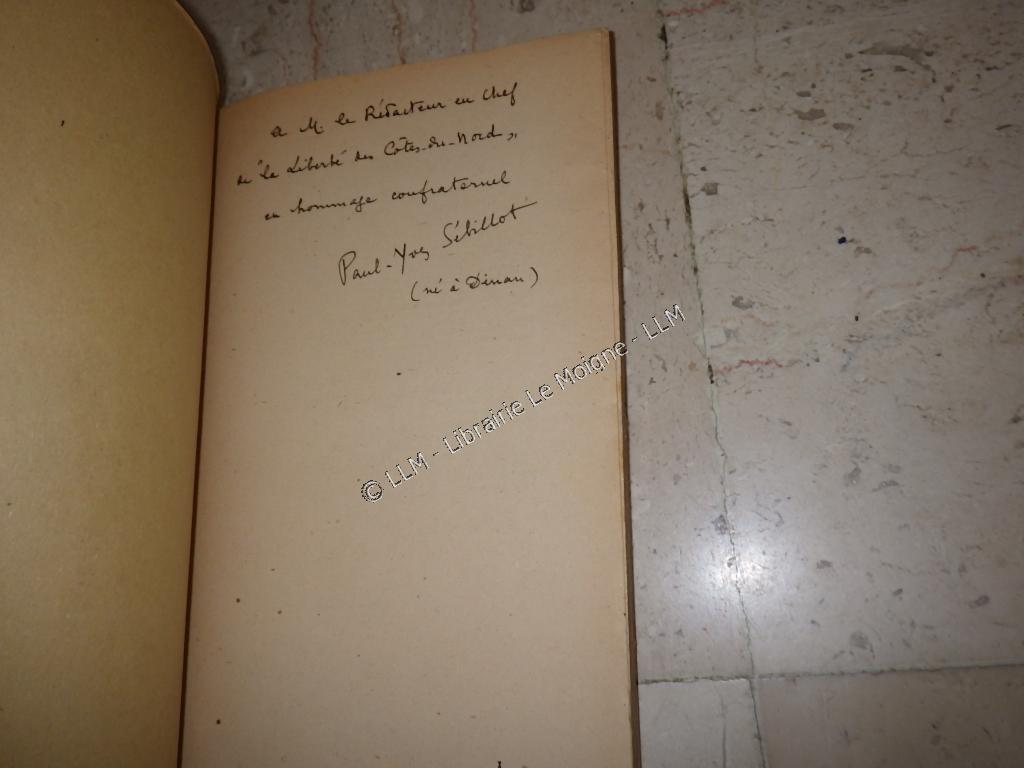 à M le Rédacteur en Chef
de "La Liberté des Côtes-du-Nord",
en hommage confraternel
Paul-Yves Sébillot
(né à Dinan)
© LLM - Librairie Le Moigne - LLM